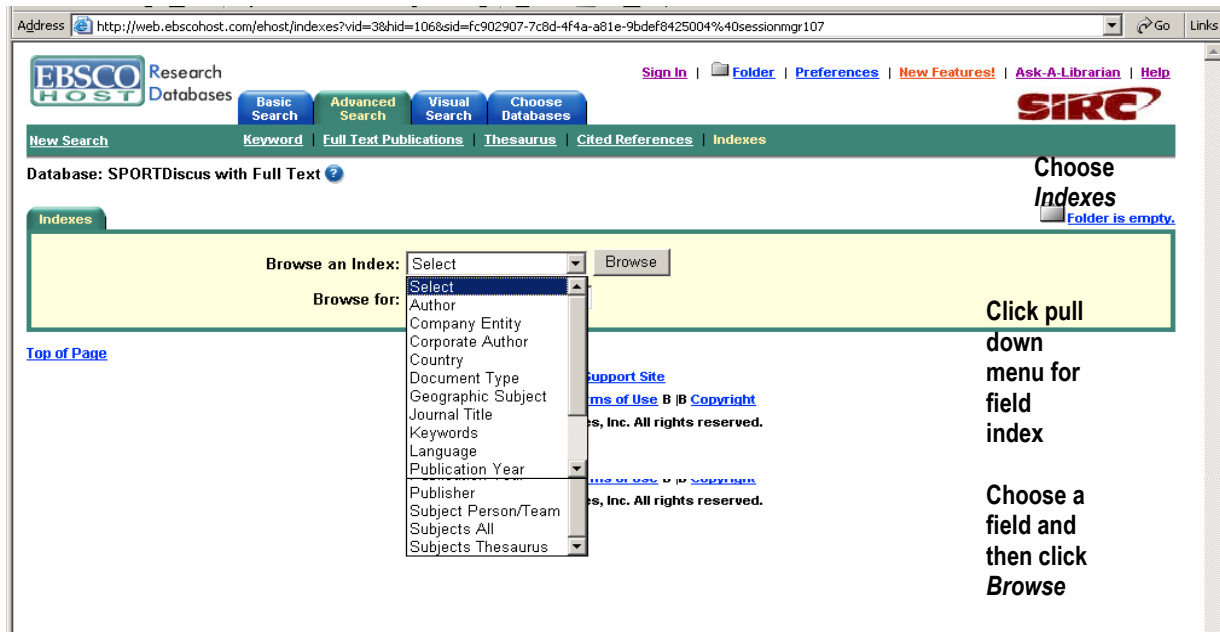 Address http://web.ebscohost.com/ehost/indexes?vid=3&hid=106&sid=fc902907-7c8d-4f4a-a81e-9bdef8425004%40sessionmgr107 Go Links
EBSCO Research
HOST Databases
Sign In | Folder | Preferences | New Features! | Ask-A-Librarian | Help
Basic Search Advanced Search Visual Search Choose Databases
SIRC
New Search Keyword | Full Text Publications | Thesaurus | Cited References | Indexes
Database: SPORTDiscus with Full Text ?
Choose
Indexes
Indexes
Folder is empty.
Browse an Index: Select Browse
Browse for:
Select
Author
Company Entity
Corporate Author
Country
Document Type
Geographic Subject
Journal Title
Keywords
Language
Publication Year
Publisher
Subject Person/Team
Subjects All
Subjects Thesaurus
Top of Page
Support Site
rms of Use B |B Copyright
es, Inc. All rights reserved.
rms of Use B |B Copyright
es, Inc. All rights reserved.
Click pull
down
menu for
field
index
Choose a
field and
then click
Browse